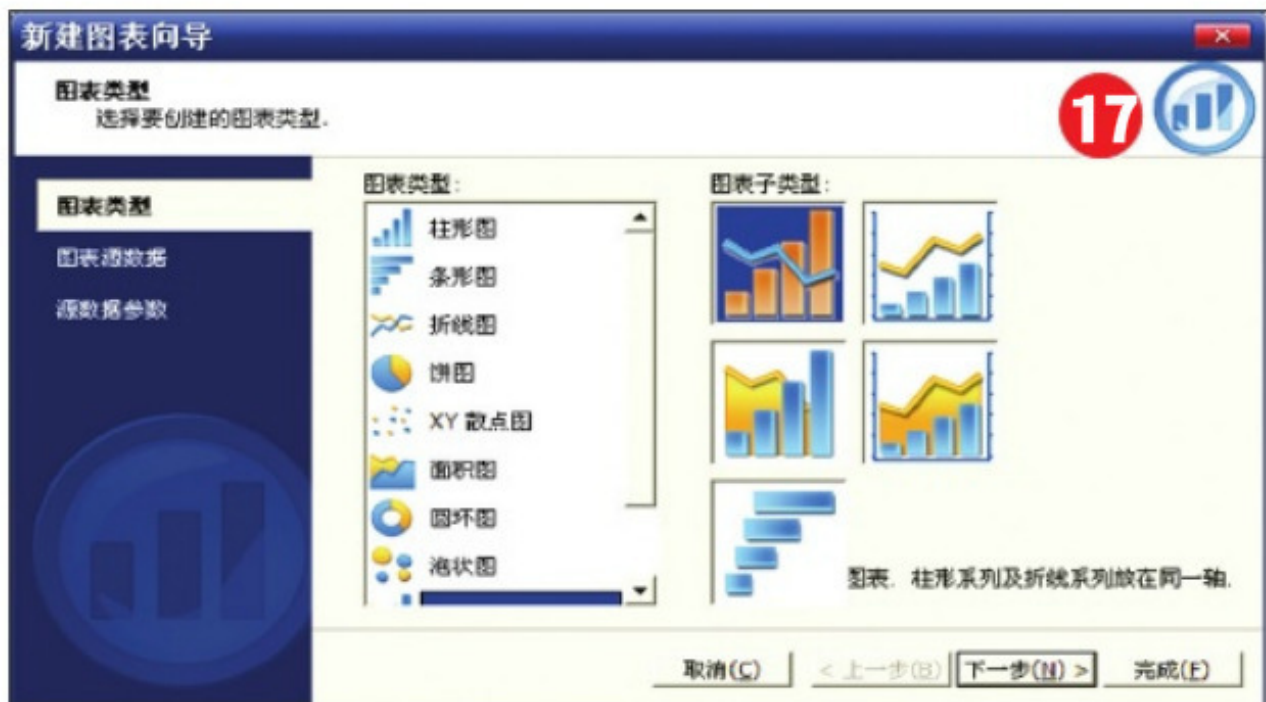 新建图表向导
图表类型
选择要创建的图表类型.
17
图表类型
图表源数据
源数据参数
图表类型:
柱形图
条形图
折线图
饼图
XY 散点图
面积图
圆环图
泡状图
图表子类型:
图表. 柱形系列及折线系列放在同一轴.
取消(C)
< 上一步(B)
下一步(N) >
完成(F)